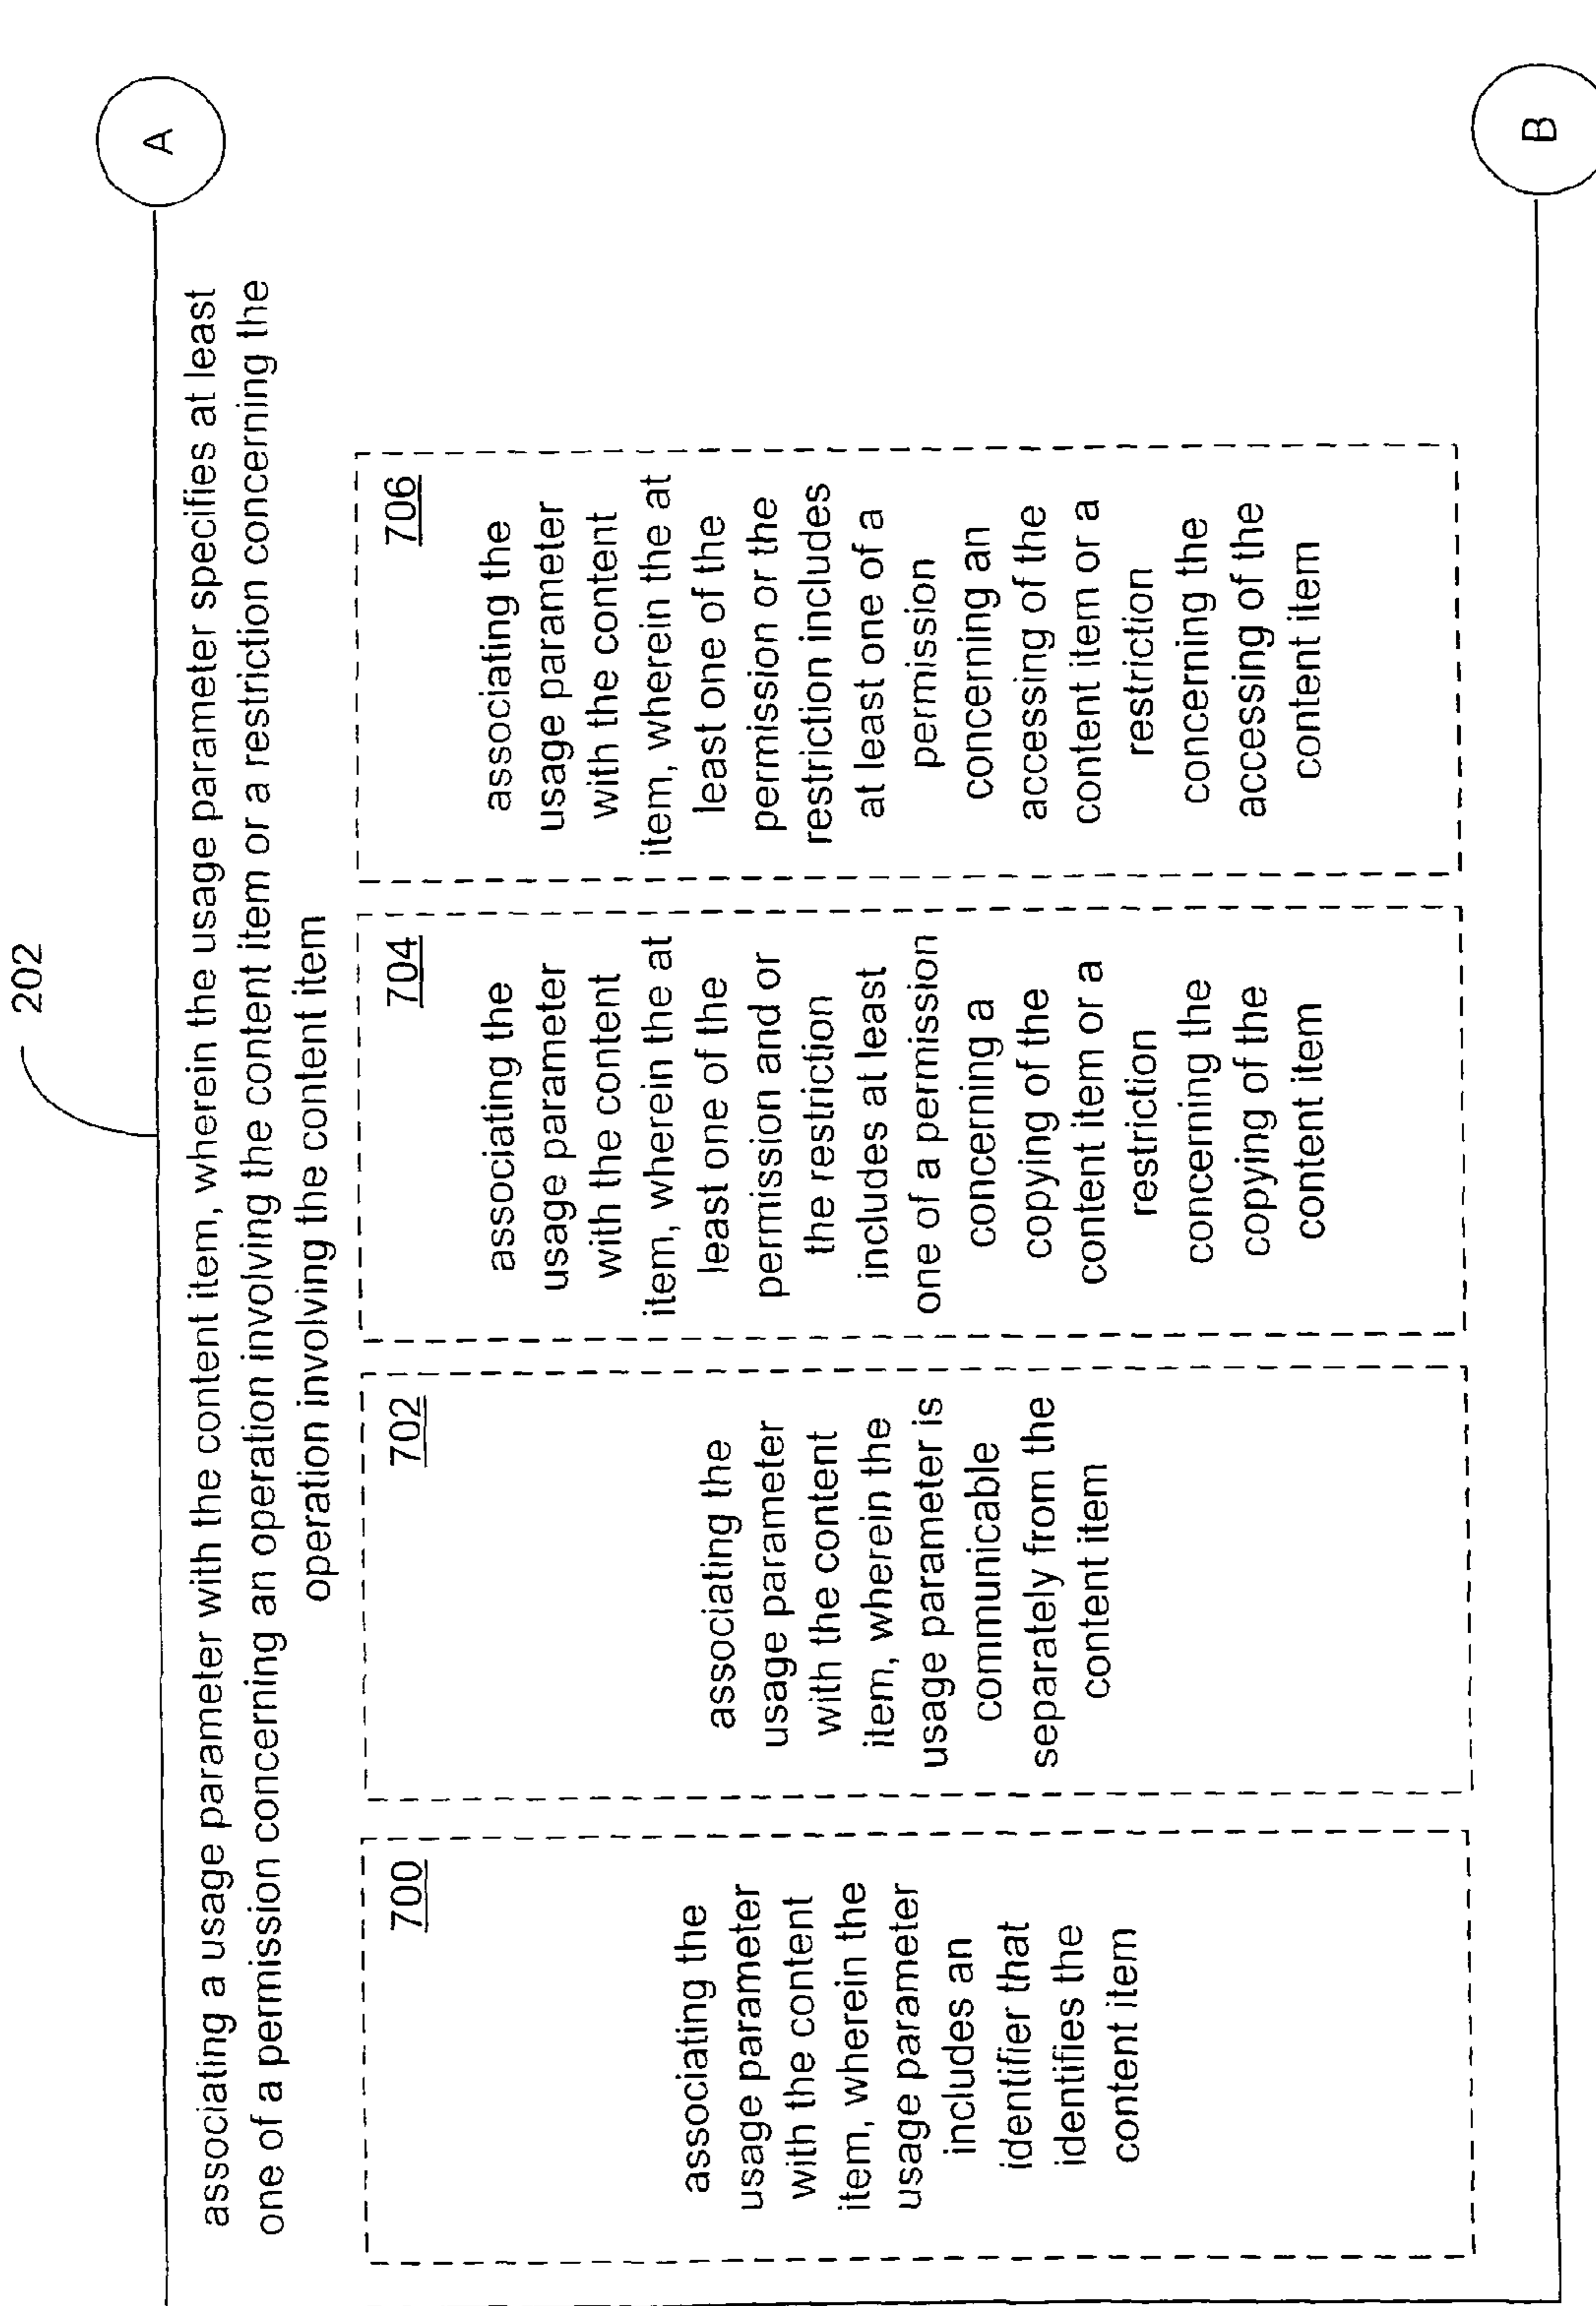 202
associating a usage parameter with the content item, wherein the usage parameter specifies at least
one of a permission concerning an operation involving the content item or a restriction concerning the
operation involving the content item
A
700
associating the
usage parameter
with the content
item, wherein the
usage parameter
includes an
identifier that
identifies the
content item
702
associating the
usage parameter
with the content
item, wherein the
usage parameter is
communicable
separately from the
content item
704
associating the
usage parameter
with the content
item, wherein the at
least one of the
permission and or
the restriction
includes at least
one of a permission
concerning a
copying of the
content item or a
restriction
concerning the
copying of the
content item
706
associating the
usage parameter
with the content
item, wherein the at
least one of the
permission or the
restriction includes
at least one of a
permission
concerning an
accessing of the
content item or a
restriction
concerning the
accessing of the
content item
B